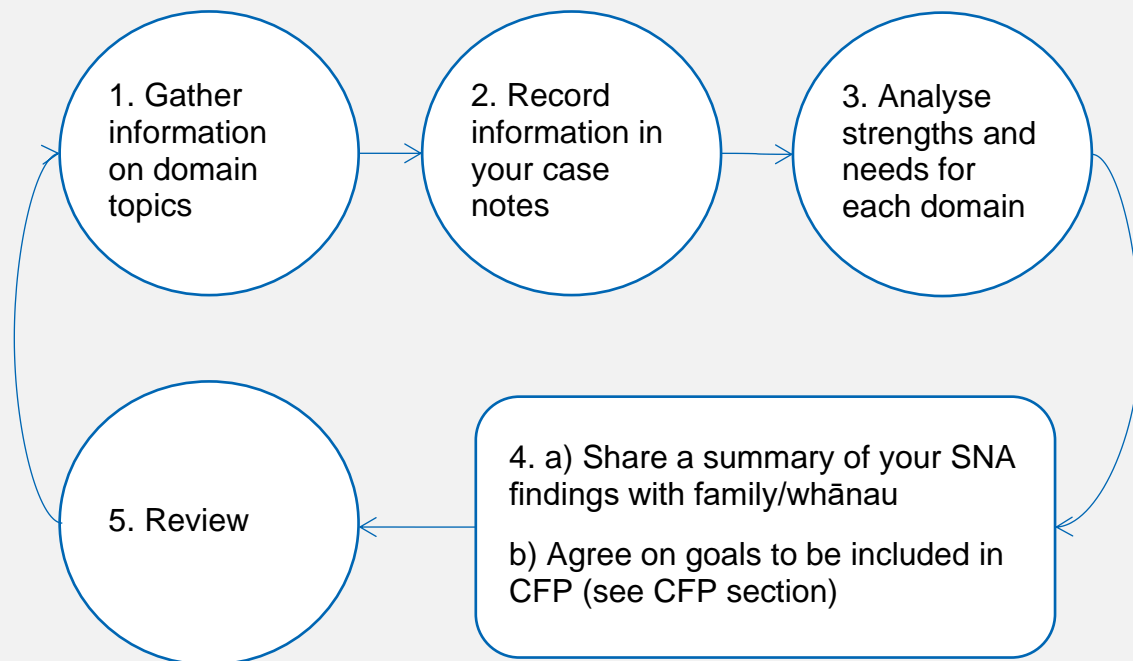 1. Gather
information
on domain
topics
2. Record
information in
your case
notes
3. Analyse
strengths and
needs for
each domain
4. a) Share a summary of your SNA
findings with family/whānau
b) Agree on goals to be included in
CFP (see CFP section)
5. Review